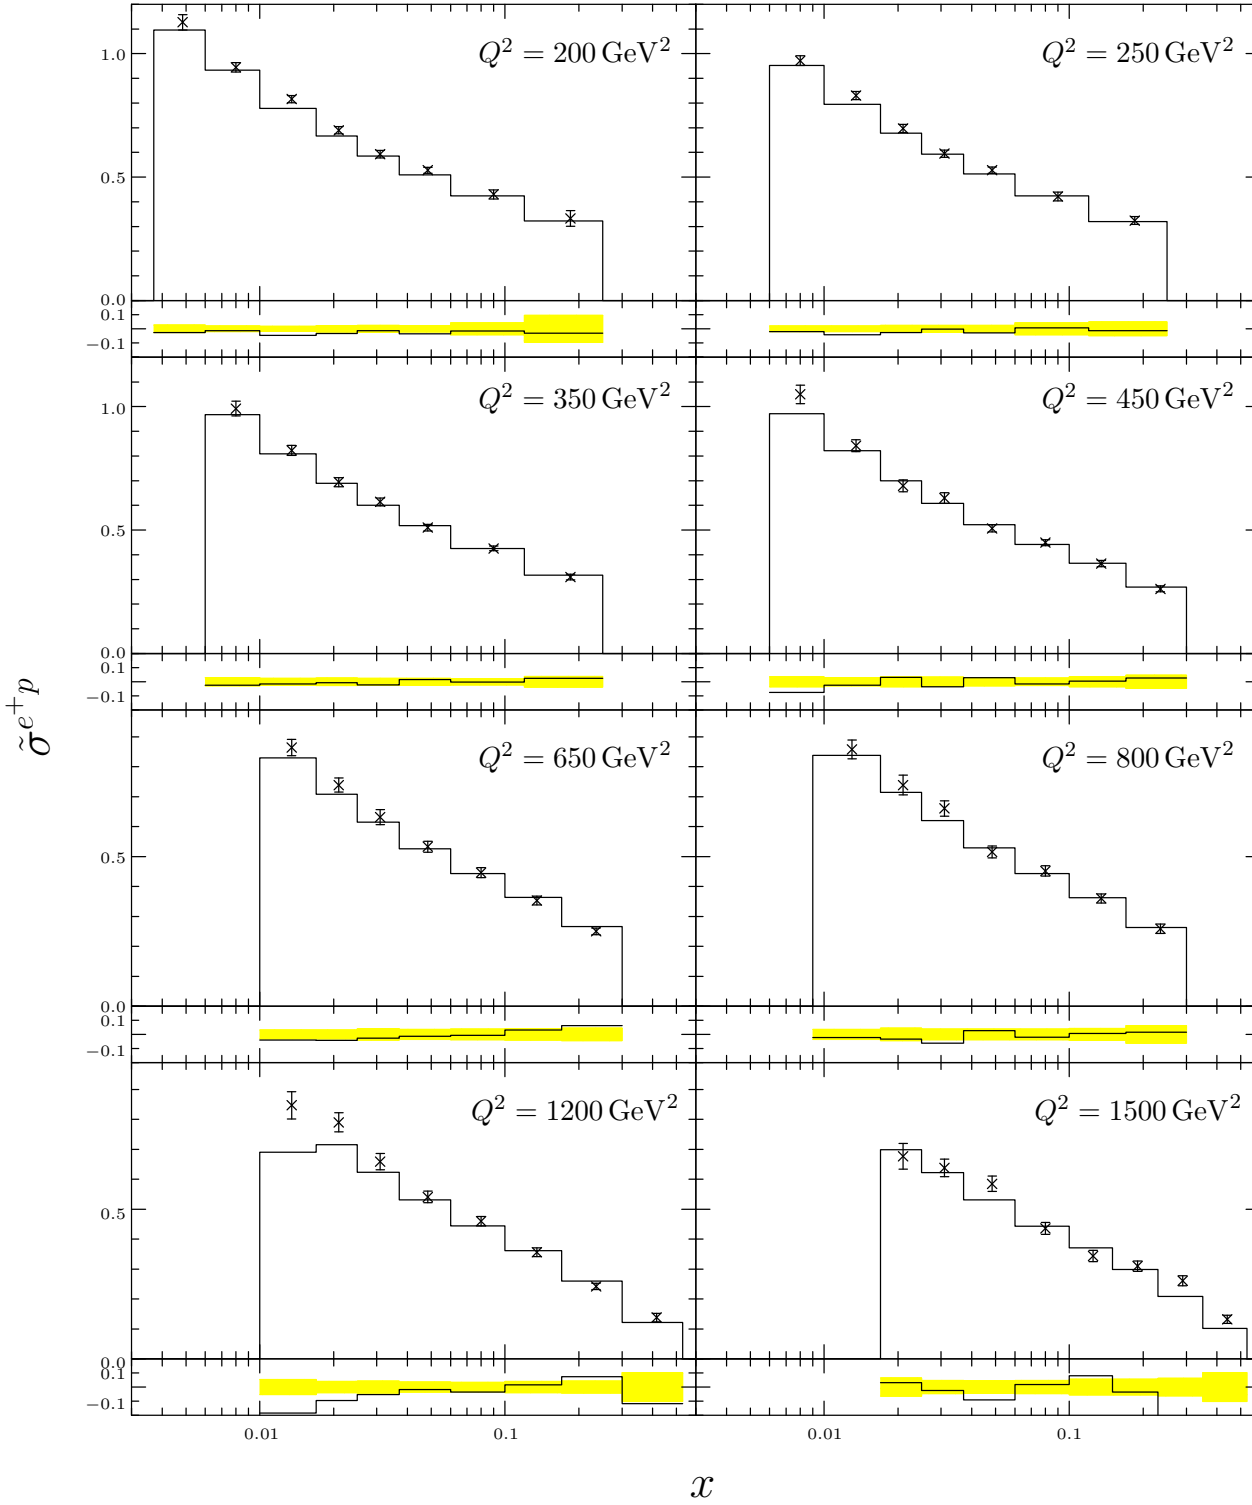 Q² = 200 GeV²
Q² = 250 GeV²
1.0
0.5
0.0
0.1
−0.1
Q² = 350 GeV²
Q² = 450 GeV²
1.0
0.5
0.0
0.1
−0.1
σ̃^{e⁺p}
Q² = 650 GeV²
Q² = 800 GeV²
0.5
0.0
0.1
−0.1
Q² = 1200 GeV²
Q² = 1500 GeV²
0.5
0.0
0.1
−0.1
0.01 0.1 0.01 0.1
x